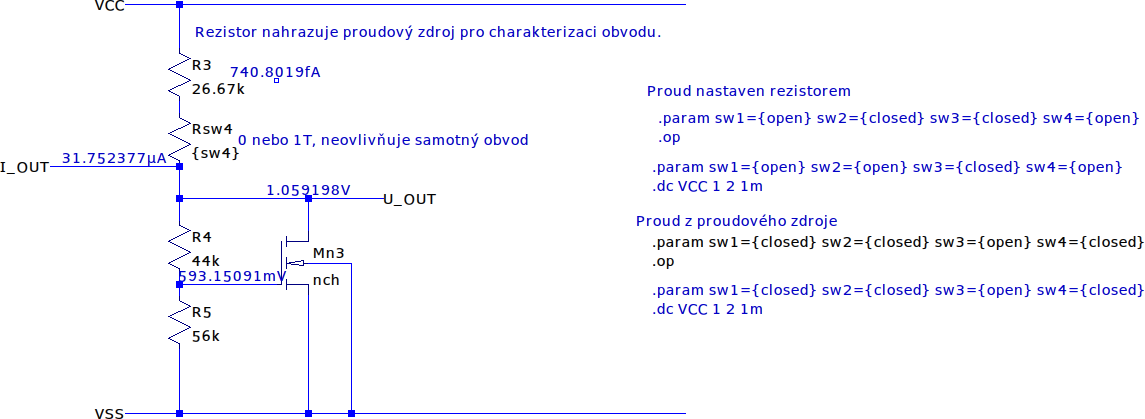 VCC
Rezistor nahrazuje proudový zdroj pro charakterizaci obvodu.
R3
740.8019fA
26.67k
Rsw4
{sw4}
0 nebo 1T, neovlivňuje samotný obvod
31.752377µA
I_OUT
1.059198V
U_OUT
R4
44k
593.15091mV
Mn3
nch
R5
56k
VSS
Proud nastaven rezistorem
.param sw1={open} sw2={closed} sw3={closed} sw4={open}
.op
.param sw1={open} sw2={open} sw3={closed} sw4={open}
.dc VCC 1 2 1m
Proud z proudového zdroje
.param sw1={closed} sw2={closed} sw3={open} sw4={closed}
.op
.param sw1={closed} sw2={closed} sw3={open} sw4={closed}
.dc VCC 1 2 1m